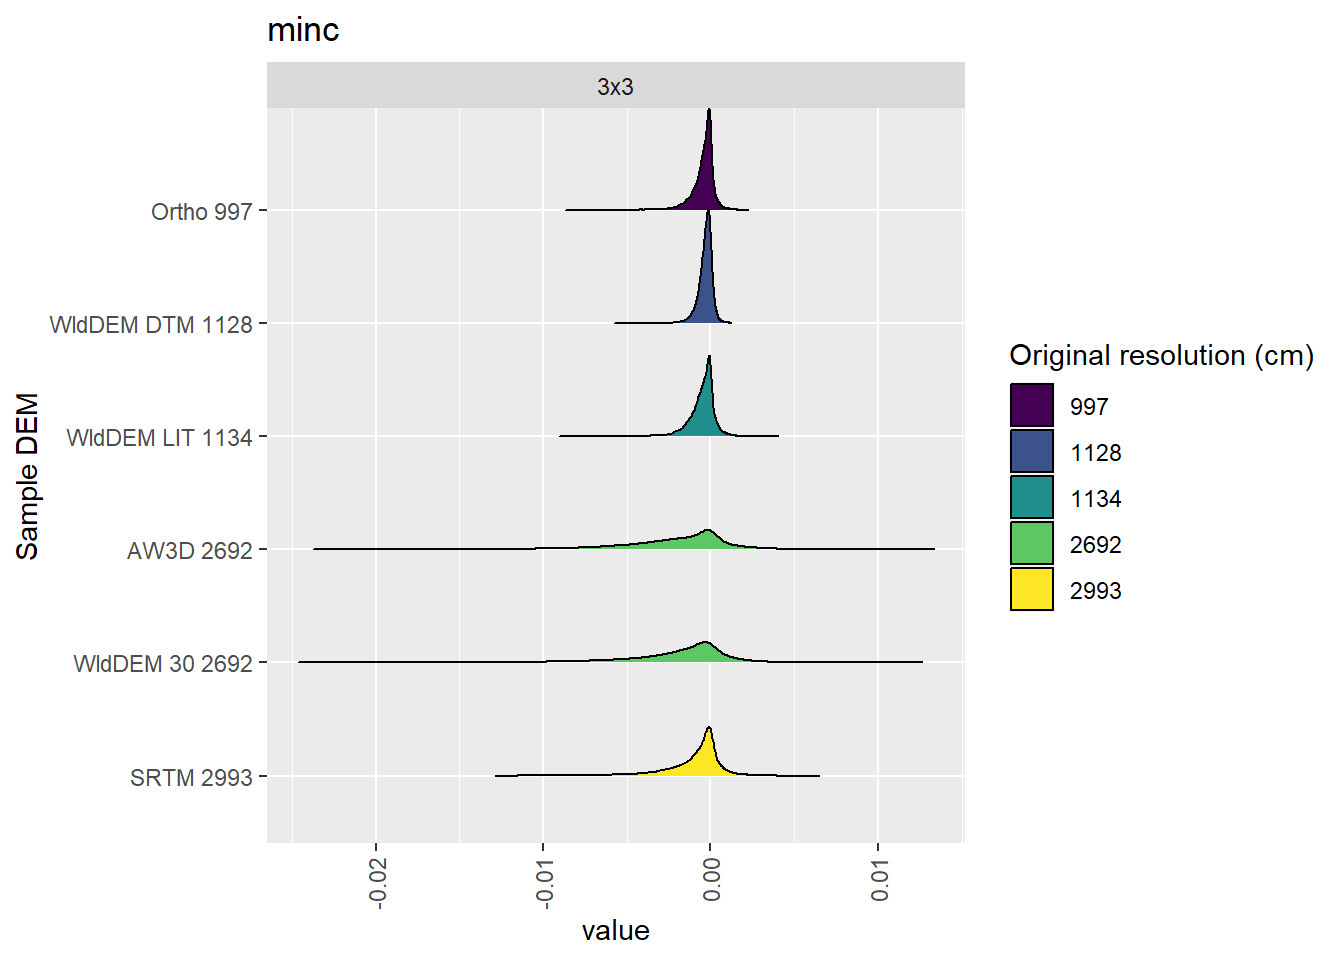 minc
3x3
Ortho 997
WldDEM DTM 1128
WldDEM LIT 1134
AW3D 2692
WldDEM 30 2692
SRTM 2993
Sample DEM
-0.02
-0.01
0.00
0.01
value
Original resolution (cm)
997
1128
1134
2692
2993